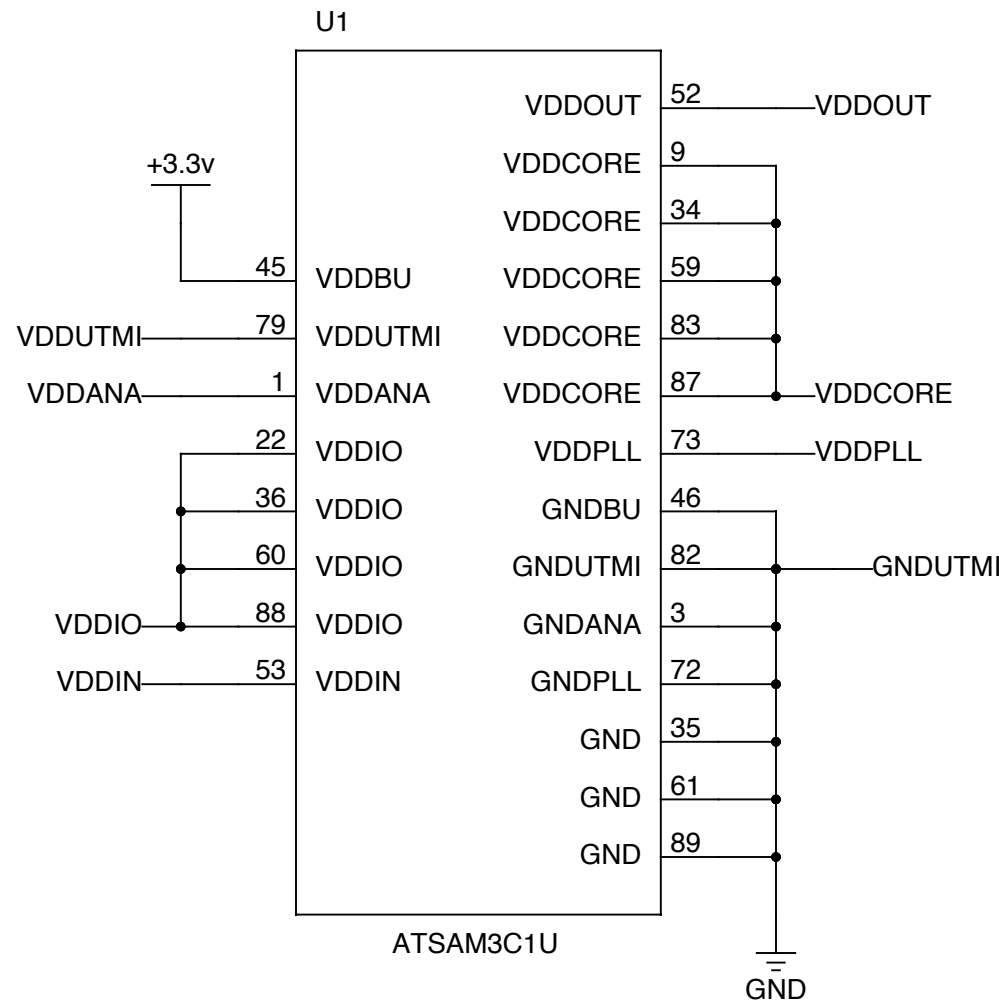 U1
VDDOUT 52 VDDOUT
+3.3v VDDCORE 9
VDDCORE 34
45 VDDBU VDDCORE 59
VDDUTMI 79 VDDUTMI VDDCORE 83
VDDANA 1 VDDANA VDDCORE 87 VDDCORE
22 VDDIO VDDPLL 73 VDDPLL
36 VDDIO GNDBU 46
60 VDDIO GNDUTMI 82 GNDUTMI
VDDIO 88 VDDIO GNDANA 3
VDDIN 53 VDDIN GNDPLL 72
GND 35
GND 61
GND 89
ATSAM3C1U
GND